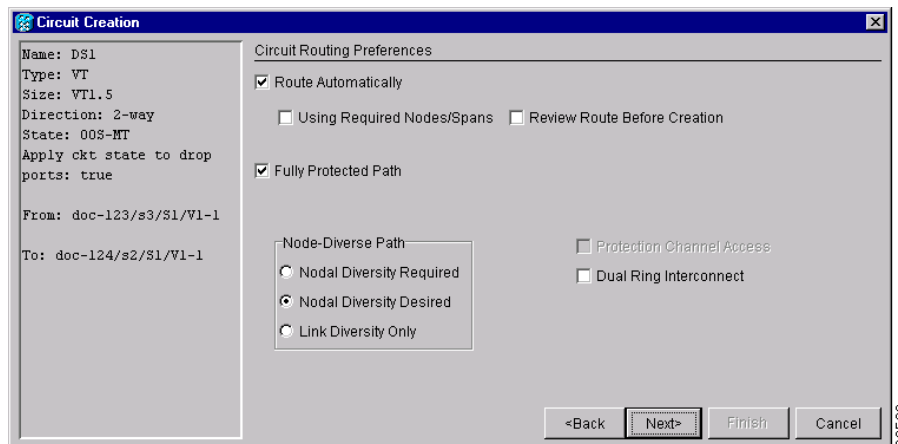 Circuit Creation
Name: DS1
Type: VT
Size: VT1.5
Direction: 2-way
State: OOS-MT
Apply ckt state to drop
ports: true
From: doc-123/s3/S1/V1-1
To: doc-124/s2/S1/V1-1
Circuit Routing Preferences
Route Automatically
Using Required Nodes/Spans
Review Route Before Creation
Fully Protected Path
Node-Diverse Path
Nodal Diversity Required
Nodal Diversity Desired
Link Diversity Only
Protection Channel Access
Dual Ring Interconnect
<Back
Next>
Finish
Cancel